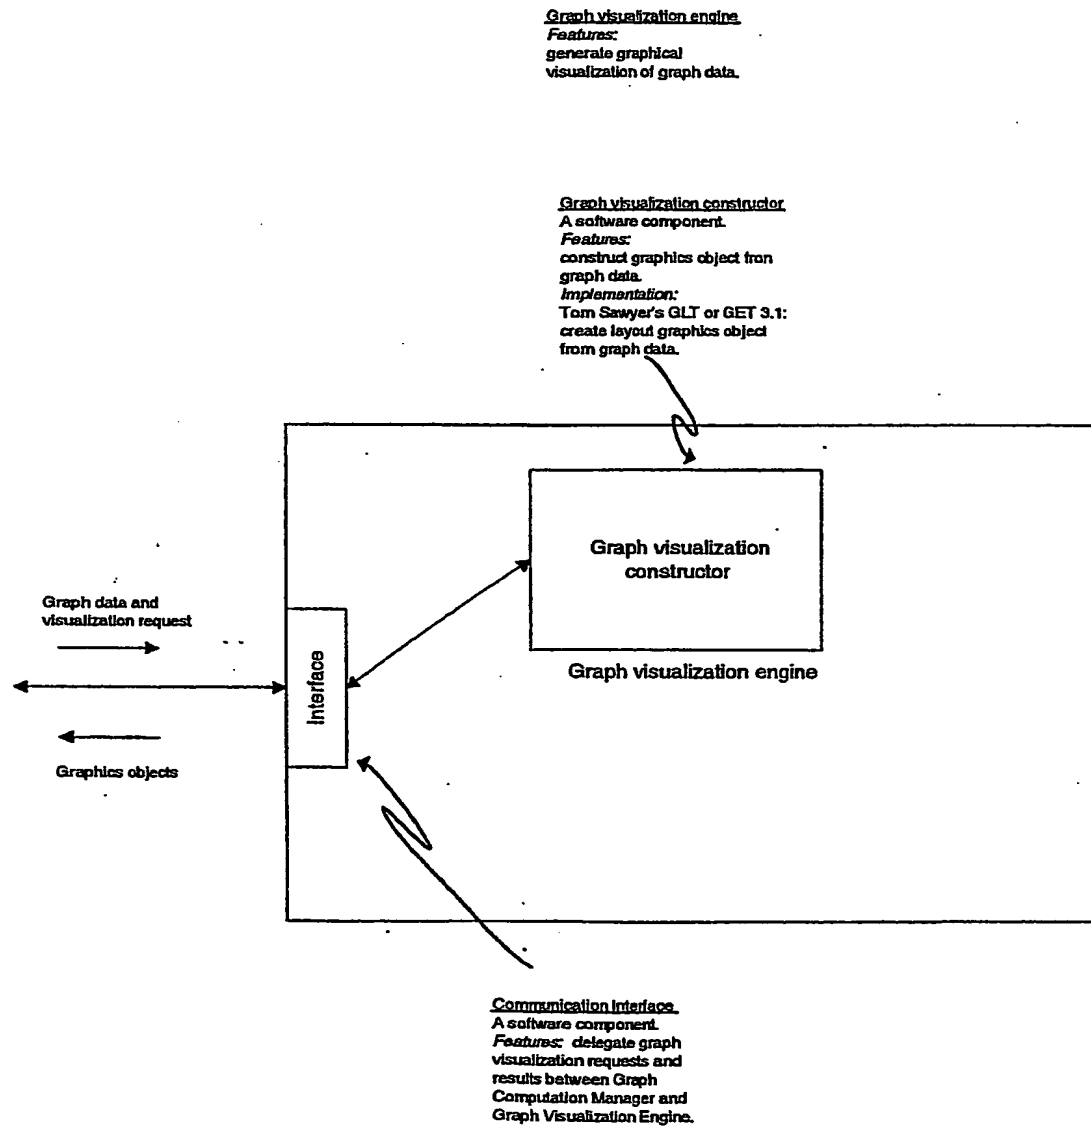 Graph visualization engine
Features:
generate graphical
visualization of graph data.
Graph visualization constructor
A software component.
Features:
construct graphics object fron
graph data.
Implementation:
Tom Sawyer's GLT or GET 3.1:
create layout graphics object
from graph data.
Graph visualization
constructor
Graph data and
visualization request
Interface
Graph visualization engine
Graphics objects
Communication Interface
A software component.
Features: delegate graph
visualization requests and
results between Graph
Computation Manager and
Graph Visualization Engine.